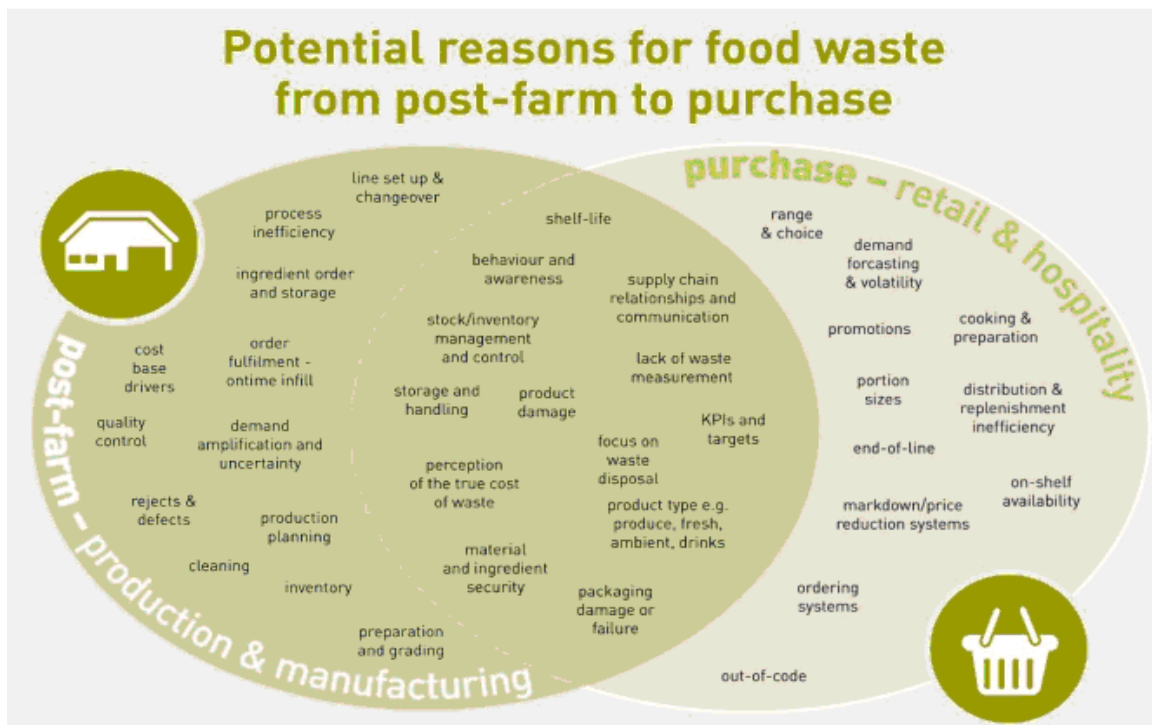 Potential reasons for food waste
from post-farm to purchase
post-farm – production & manufacturing
line set up &
changeover
process
inefficiency
ingredient order
and storage
cost
base
drivers
order
fulfilment -
ontime infill
quality
control
demand
amplification and
uncertainty
rejects &
defects
production
planning
cleaning
inventory
preparation
and grading
shelf-life
behaviour and
awareness
supply chain
relationships and
communication
stock/inventory
management
and control
lack of waste
measurement
storage and
handling
product
damage
KPIs and
targets
focus on
waste
disposal
perception
of the true cost
of waste
product type e.g.
produce, fresh,
ambient, drinks
material
and ingredient
security
packaging
damage or
failure
purchase – retail & hospitality
range
& choice
demand
forcasting
& volatility
promotions
cooking &
preparation
portion
sizes
distribution &
replenishment
inefficiency
end-of-line
on-shelf
availability
markdown/price
reduction systems
ordering
systems
out-of-code